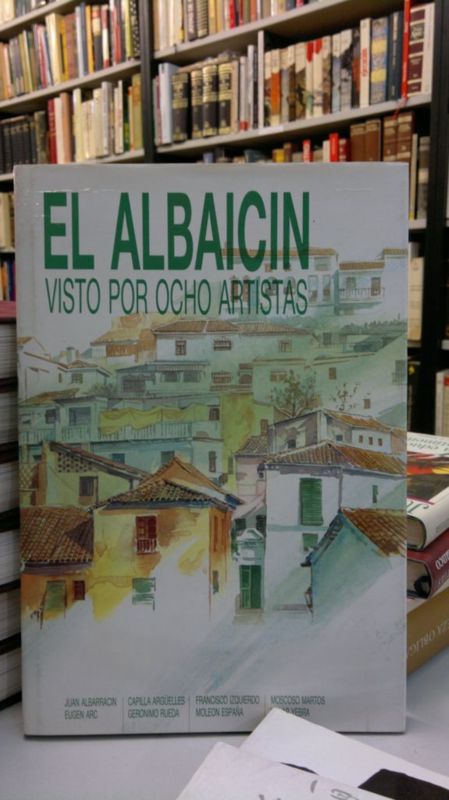 EL ALBAICIN
VISTO POR OCHO ARTISTAS
JUAN ALBARRACIN
EUGEN ARC
CAPILLA ARGÜELLES
GERONIMO RUEDA
FRANCISCO IZQUIERDO
MOLEON ESPAÑA
MOSCOSO MARTOS
YEBRA